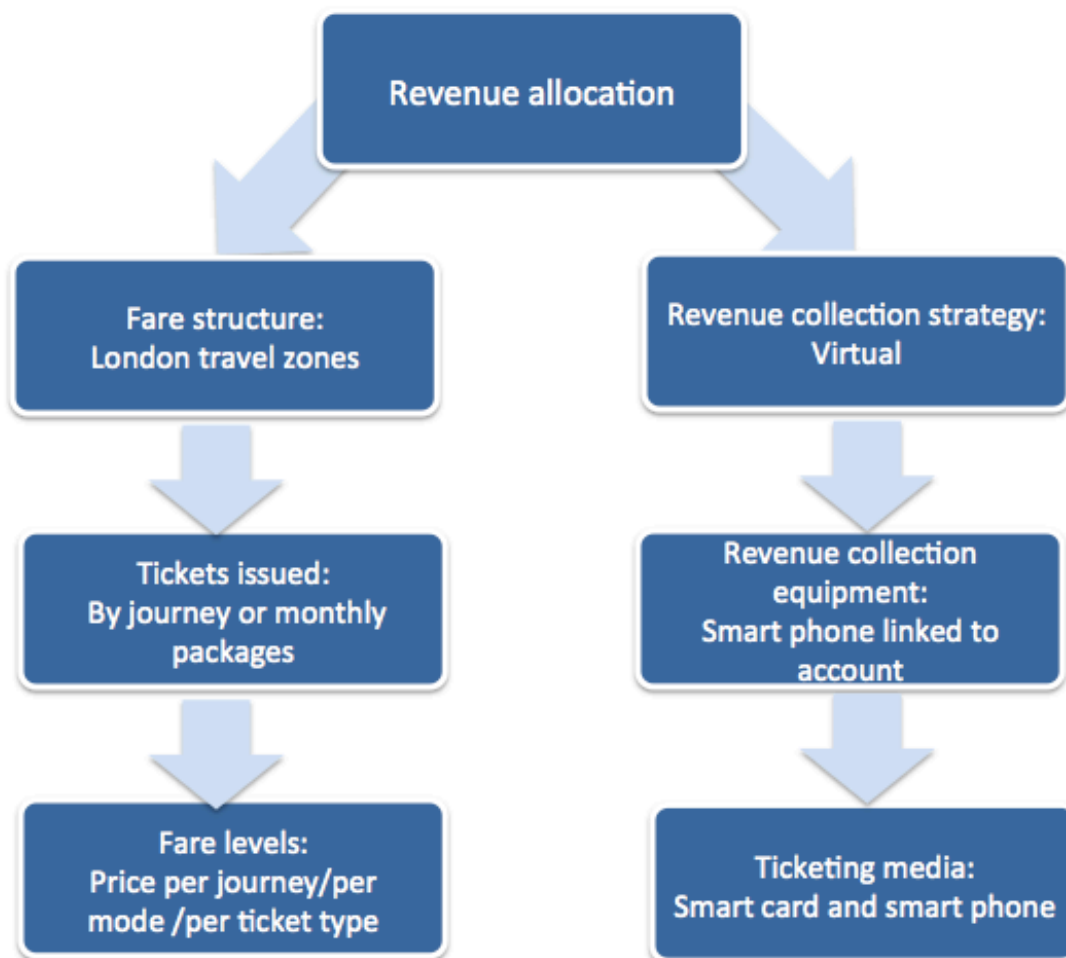 Revenue allocation
Fare structure:
London travel zones
Revenue collection strategy:
Virtual
Tickets issued:
By journey or monthly
packages
Revenue collection
equipment:
Smart phone linked to
account
Fare levels:
Price per journey/per
mode /per ticket type
Ticketing media:
Smart card and smart phone